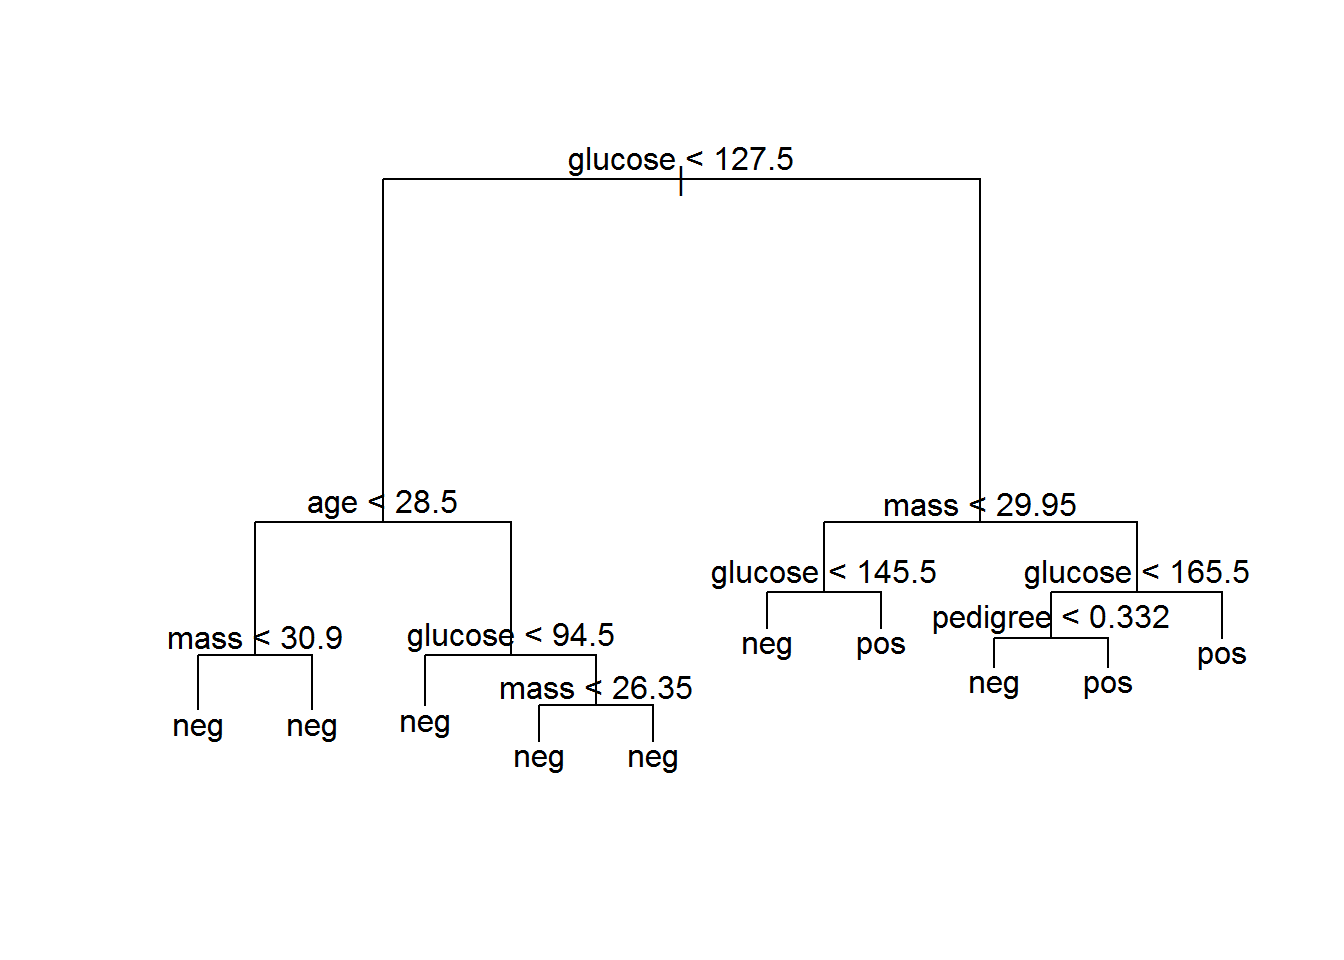 glucose < 127.5
age < 28.5
mass < 29.95
glucose < 145.5
glucose < 165.5
pedigree < 0.332
mass < 30.9
glucose < 94.5
neg
pos
pos
mass < 26.35
neg
pos
neg
neg
neg
neg
neg